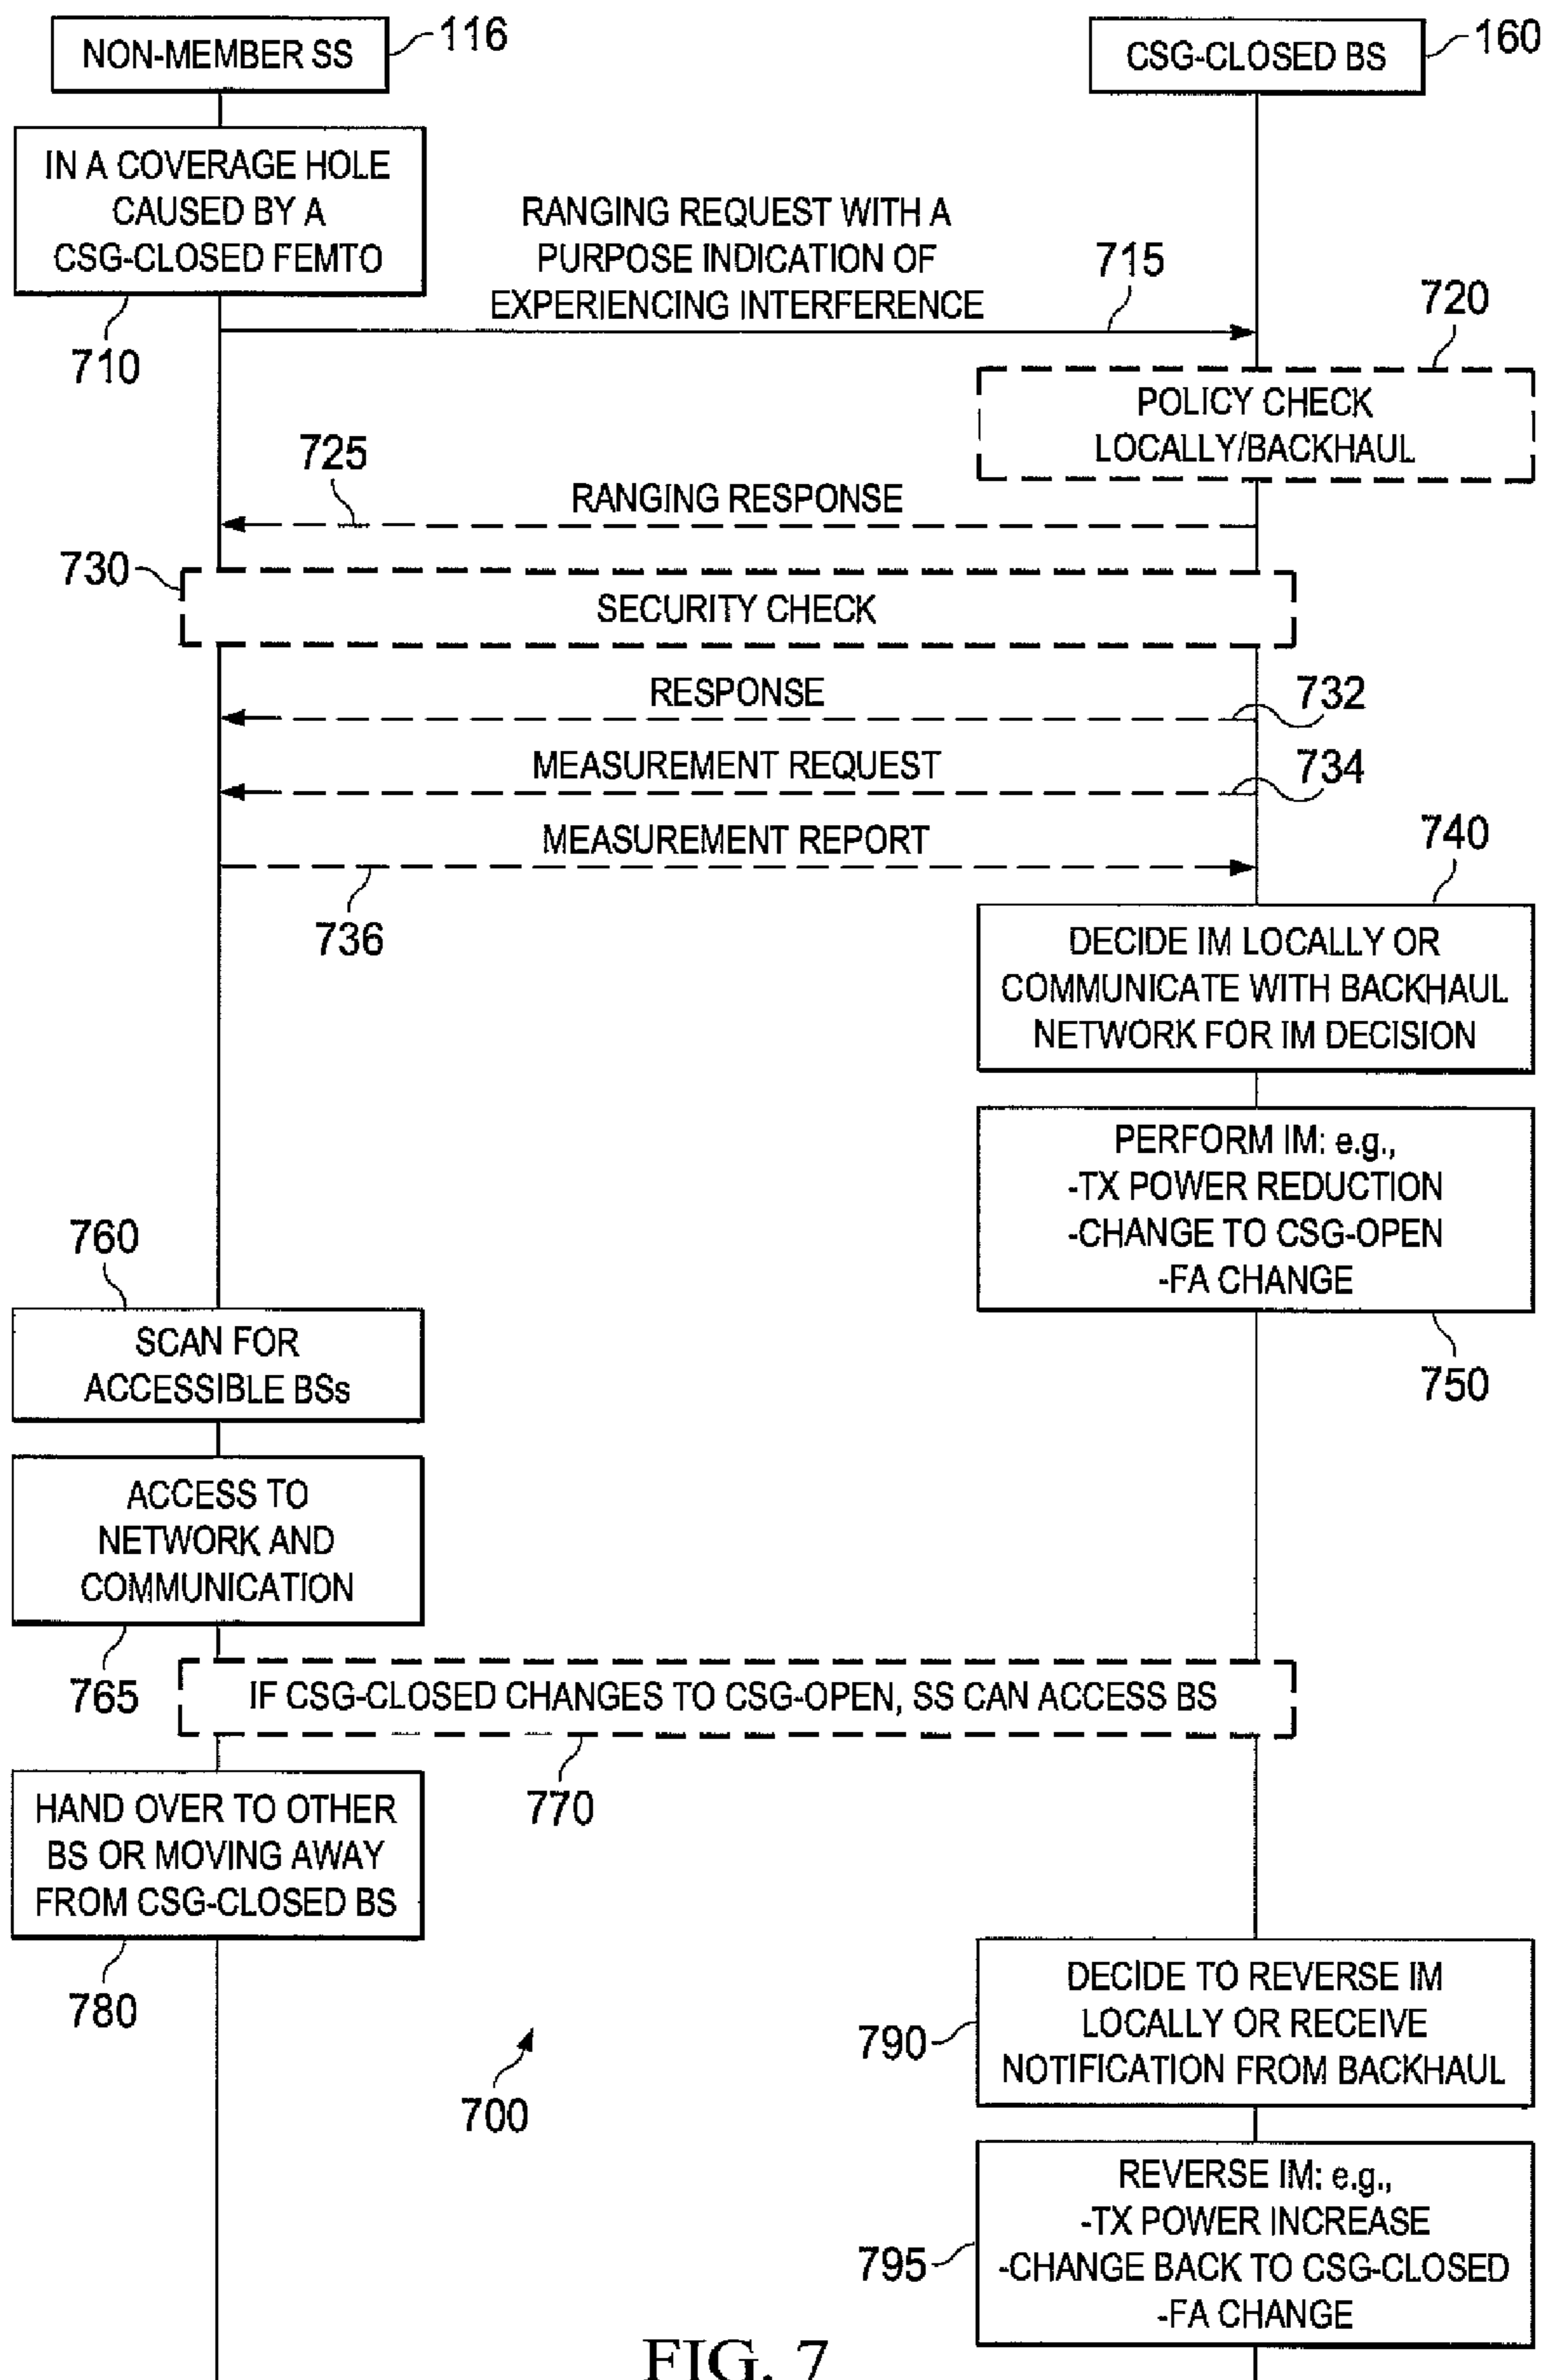 NON-MEMBER SS
116
CSG-CLOSED BS
160
IN A COVERAGE HOLE
CAUSED BY A
CSG-CLOSED FEMTO
710
RANGING REQUEST WITH A
PURPOSE INDICATION OF
EXPERIENCING INTERFERENCE
715
720
POLICY CHECK
LOCALLY/BACKHAUL
725
RANGING RESPONSE
730
SECURITY CHECK
RESPONSE
732
MEASUREMENT REQUEST
734
MEASUREMENT REPORT
736
740
DECIDE IM LOCALLY OR
COMMUNICATE WITH BACKHAUL
NETWORK FOR IM DECISION
PERFORM IM: e.g.,
-TX POWER REDUCTION
-CHANGE TO CSG-OPEN
-FA CHANGE
750
760
SCAN FOR
ACCESSIBLE BSs
ACCESS TO
NETWORK AND
COMMUNICATION
765
IF CSG-CLOSED CHANGES TO CSG-OPEN, SS CAN ACCESS BS
770
HAND OVER TO OTHER
BS OR MOVING AWAY
FROM CSG-CLOSED BS
780
700
790
DECIDE TO REVERSE IM
LOCALLY OR RECEIVE
NOTIFICATION FROM BACKHAUL
795
REVERSE IM: e.g.,
-TX POWER INCREASE
-CHANGE BACK TO CSG-CLOSED
-FA CHANGE
FIG. 7